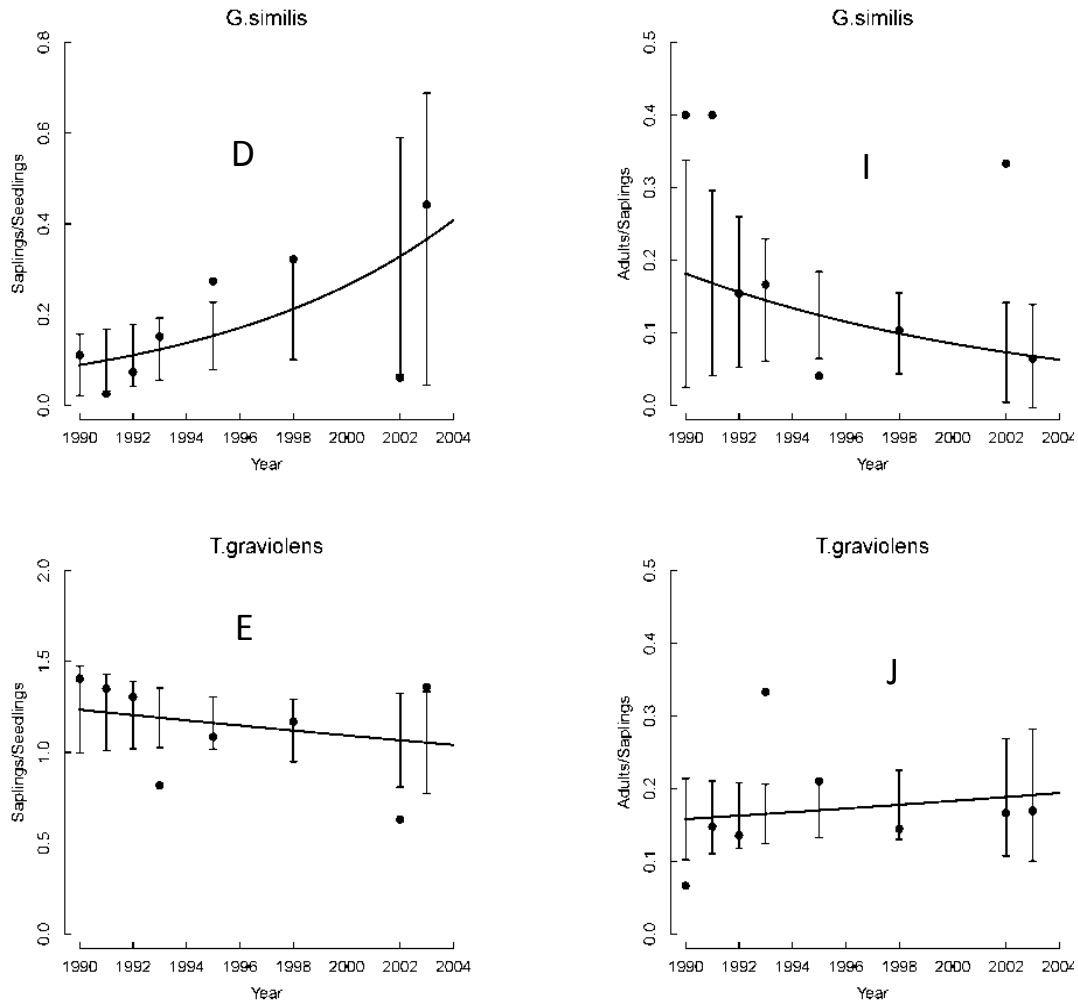 G.similis
0.8
0.6
0.4
0.2
0.0
Saplings/Seedlings
D
1990 1992 1994 1996 1998 2000 2002 2004
Year
G.similis
0.5
0.4
0.3
0.2
0.1
0.0
Adults/Saplings
I
1990 1992 1994 1996 1998 2000 2002 2004
Year
T.graviolens
2.0
1.5
1.0
0.5
0.0
Saplings/Seedlings
E
1990 1992 1994 1996 1998 2000 2002 2004
Year
T.graviolens
0.5
0.4
0.3
0.2
0.1
0.0
Adults/Saplings
J
1990 1992 1994 1996 1998 2000 2002 2004
Year